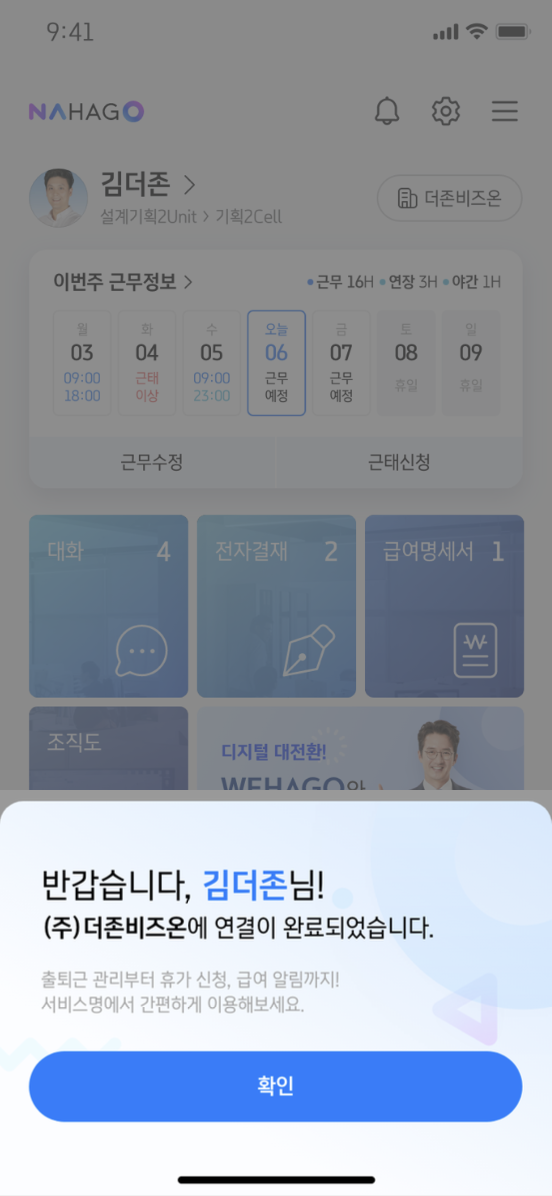 9:41
NAHAGO
김더존
설계기획2Unit > 기획2Cell
더존비즈온
이번주 근무정보 >
• 근무 16H • 연장 3H • 야간 1H
월 화 수 오늘 금 토 일
03 04 05 06 07 08 09
09:00 근태 09:00 근무 근무 휴일 휴일
18:00 이상 23:00 예정 예정
근무수정 근태신청
대화 4 전자결재 2 급여명세서 1
조직도
디지털 대전환!
WEHAGO와
반갑습니다, 김더존님!
(주)더존비즈온에 연결이 완료되었습니다.
출퇴근 관리부터 휴가 신청, 급여 알림까지!
서비스명에서 간편하게 이용해보세요.
확인